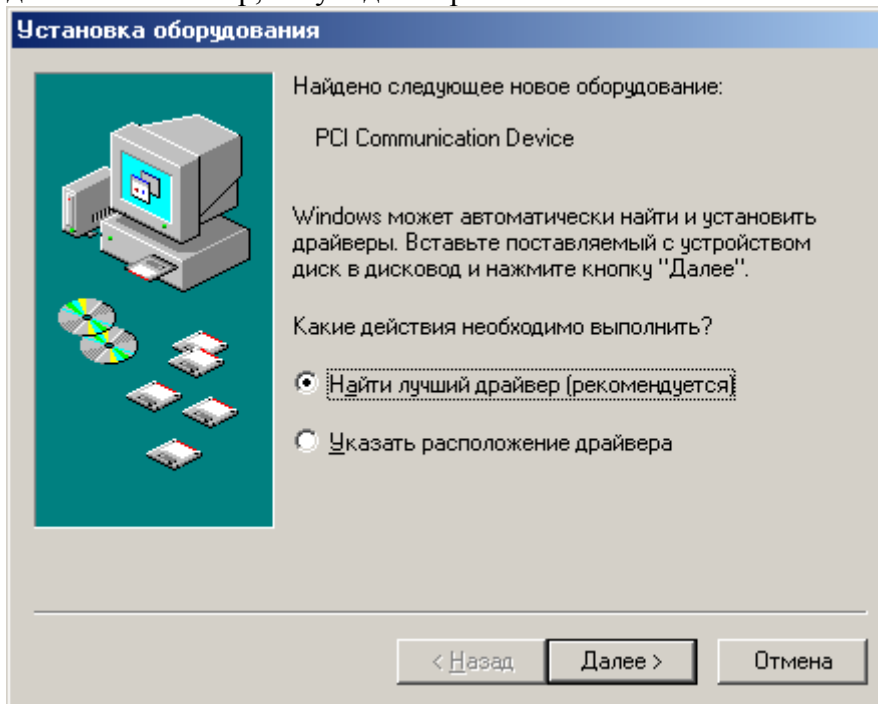 Установка оборудования
Найдено следующее новое оборудование:
PCI Communication Device
Windows может автоматически найти и установить
драйверы. Вставьте поставляемый с устройством
диск в дисковод и нажмите кнопку "Далее".
Какие действия необходимо выполнить?
Найти лучший драйвер (рекомендуется)
Указать расположение драйвера
< Назад
Далее >
Отмена